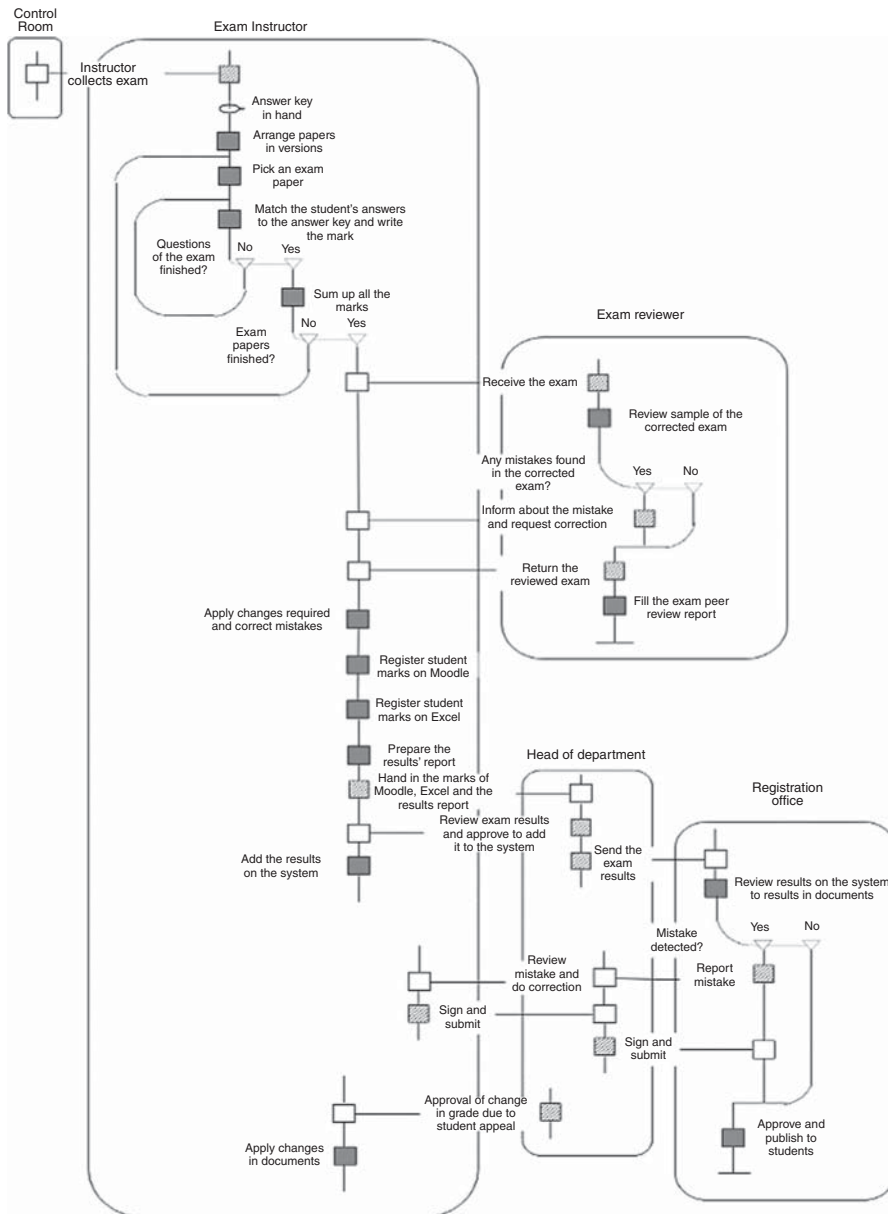 Control
Room
Exam Instructor
Instructor
collects exam
Answer key
in hand
Arrange papers
in versions
Pick an exam
paper
Match the student's answers
to the answer key and write
the mark
Questions
of the exam
finished?
No
Yes
Sum up all the
marks
Exam
papers
finished?
No
Yes
Exam reviewer
Receive the exam
Review sample of the
corrected exam
Any mistakes found
in the corrected
exam?
Yes
No
Inform about the mistake
and request correction
Return the
reviewed exam
Fill the exam peer
review report
Apply changes required
and correct mistakes
Register student
marks on Moodle
Register student
marks on Excel
Prepare the
results' report
Hand in the marks of
Moodle, Excel and the
results report
Head of department
Review exam results
and approve to add
it to the system
Add the results
on the system
Send the
exam
results
Registration
office
Review results on the system
to results in documents
Mistake
detected?
Yes
No
Review
mistake and
do correction
Report
mistake
Sign and
submit
Sign and
submit
Approval of change
in grade due to
student appeal
Apply changes
in documents
Approve and
publish to
students